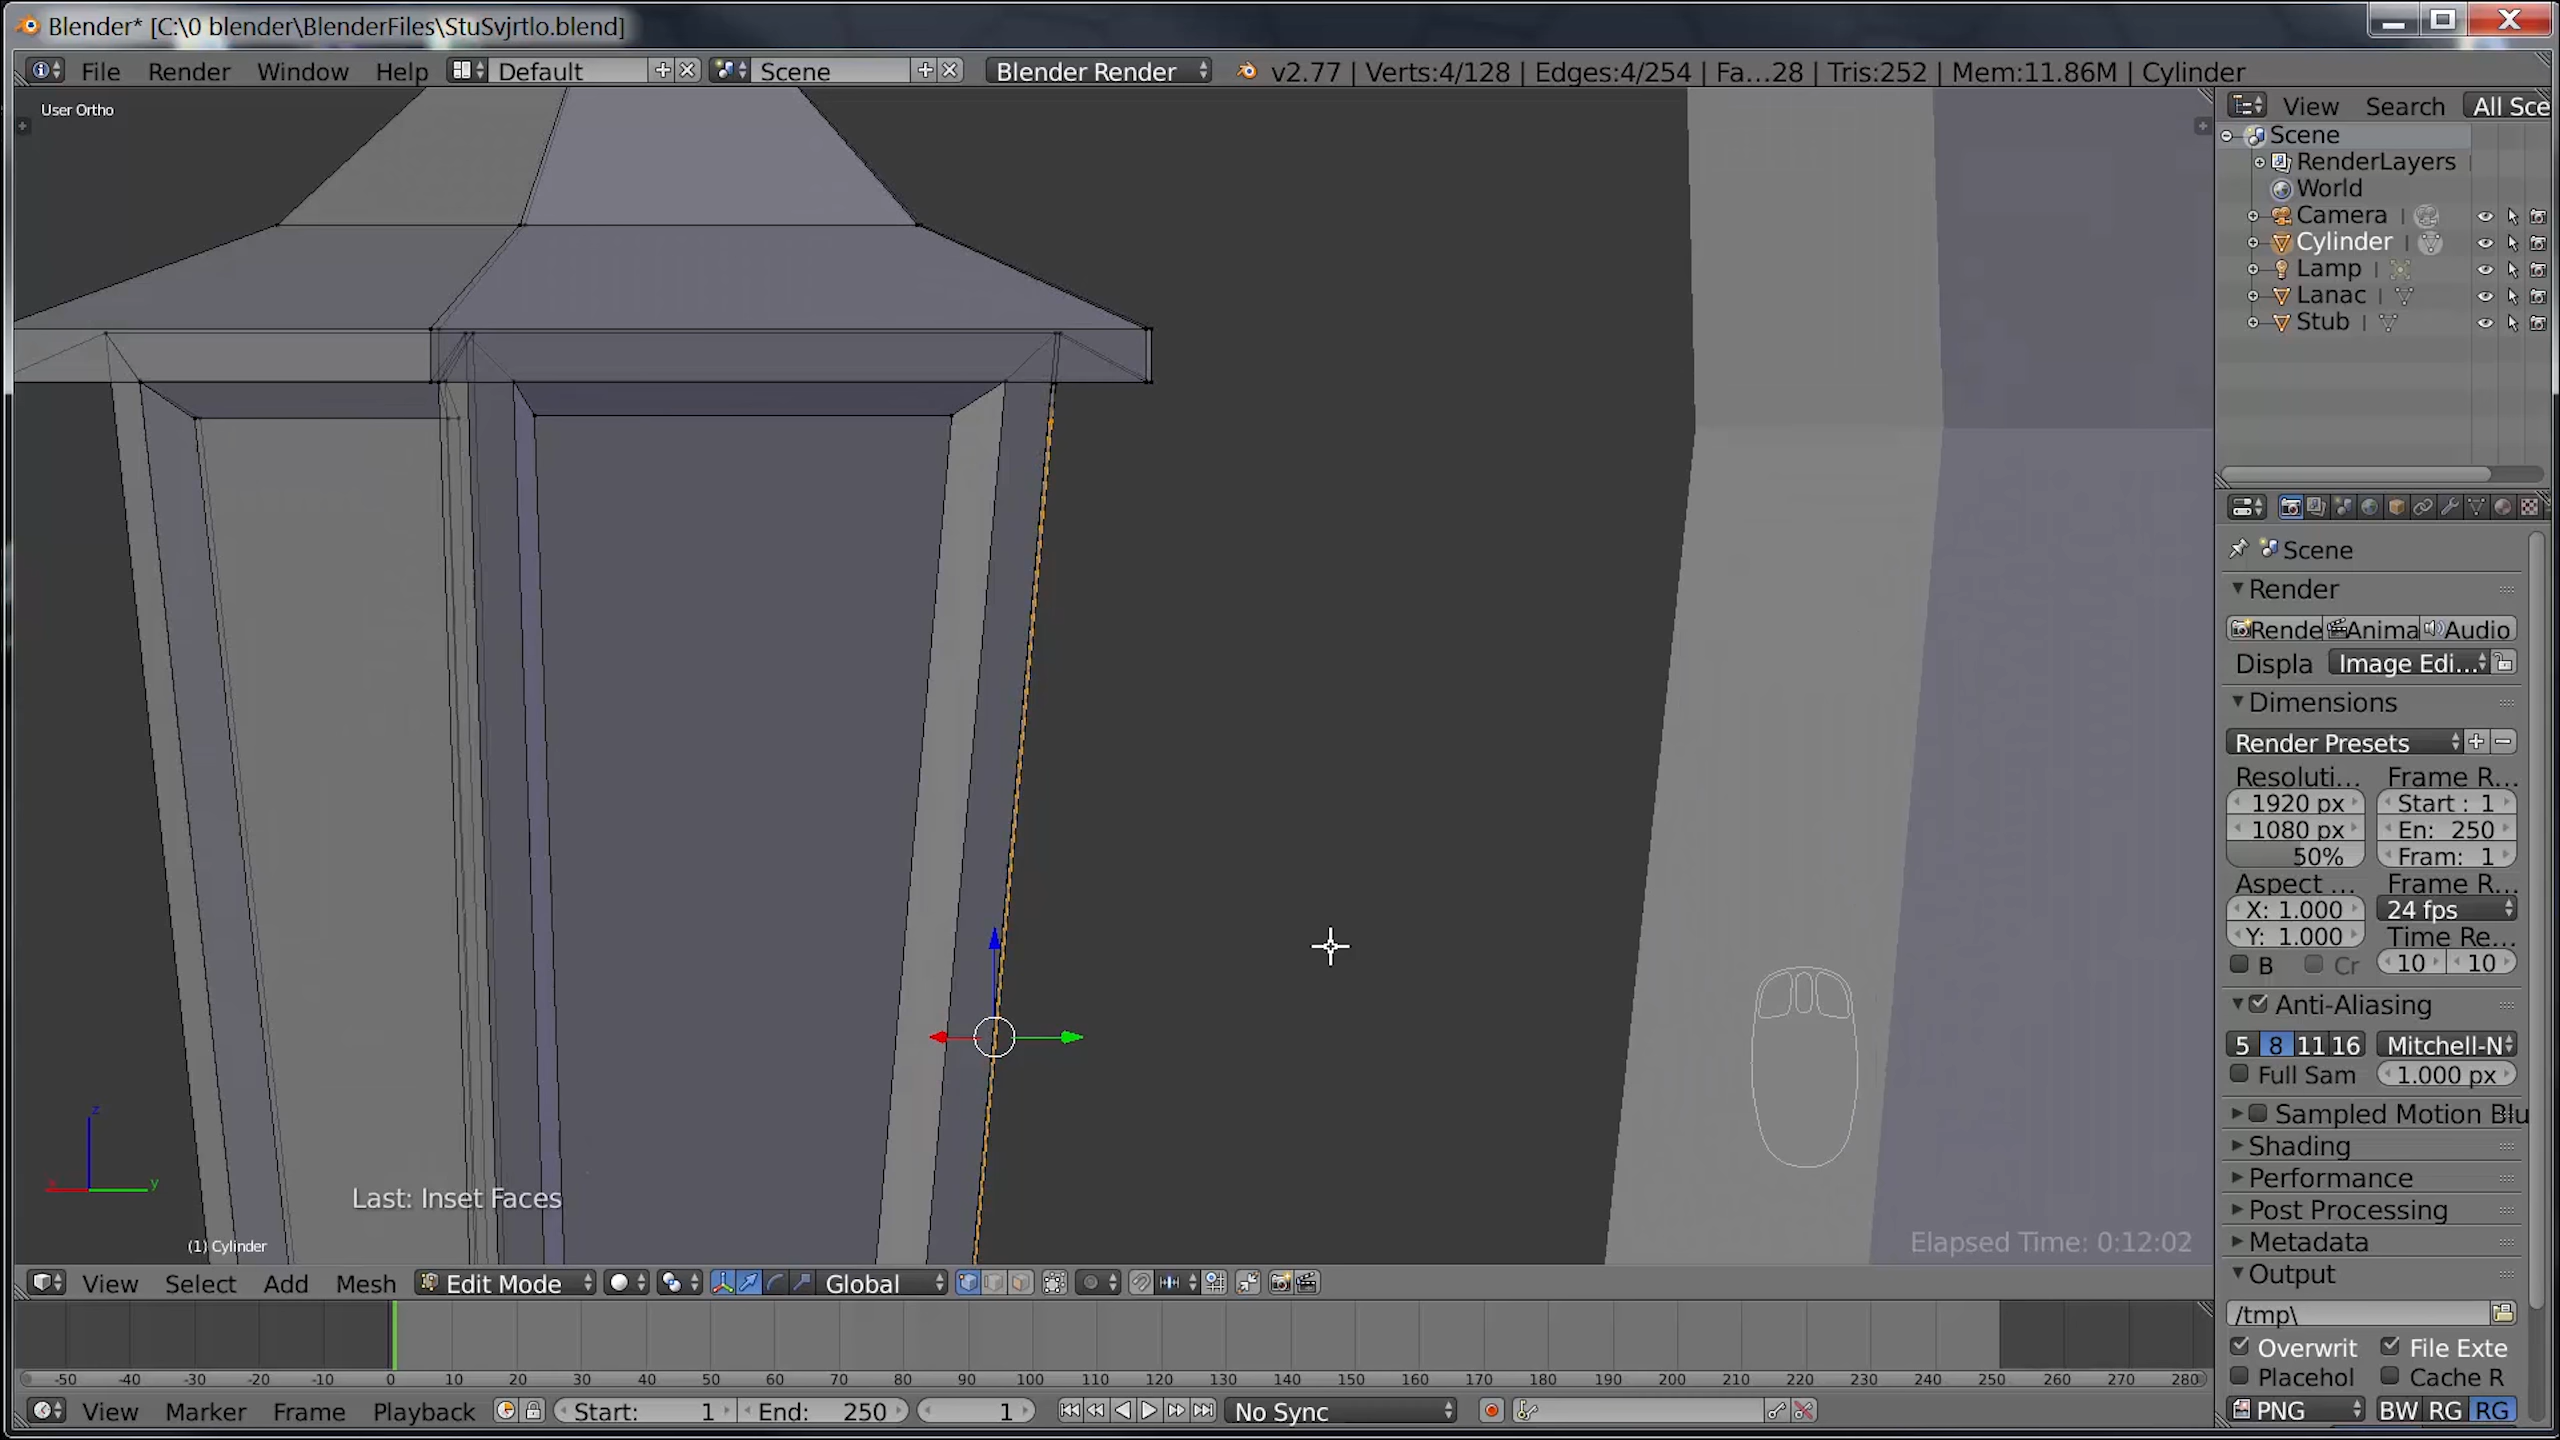 Blender* [C:\0 blender\BlenderFiles\StuSvjrtlo.blend]
File Render Window Help Default Scene Blender Render v2.77 | Verts:4/128 | Edges:4/254 | Fa...28 | Tris:252 | Mem:11.86M | Cylinder
User Ortho
View Search All Sce
Scene
RenderLayers
World
Camera
Cylinder
Lamp
Lanac
Stub
Scene
Render
Rende Anima Audio
Displa Image Edi...
Dimensions
Render Presets
Resoluti... Frame R...
1920 px Start : 1
1080 px En: 250
50% Fram: 1
Aspect ... Frame R...
X: 1.000 24 fps
Y: 1.000 Time Re...
B Cr 10 10
Anti-Aliasing
5 8 11 16 Mitchell-N
Full Sam 1.000 px
Sampled Motion Blu
Shading
Performance
Post Processing
Metadata
Output
/tmp\
Overwrit File Exte
Placehol Cache R
PNG BW RG RG
z
x y
Last: Inset Faces
(1) Cylinder
Elapsed Time: 0:12:02
View Select Add Mesh Edit Mode Global
-50 -40 -30 -20 -10 0 10 20 30 40 50 60 70 80 90 100 110 120 130 140 150 160 170 180 190 200 210 220 230 240 250 260 270 280
View Marker Frame Playback Start: 1 End: 250 1 No Sync